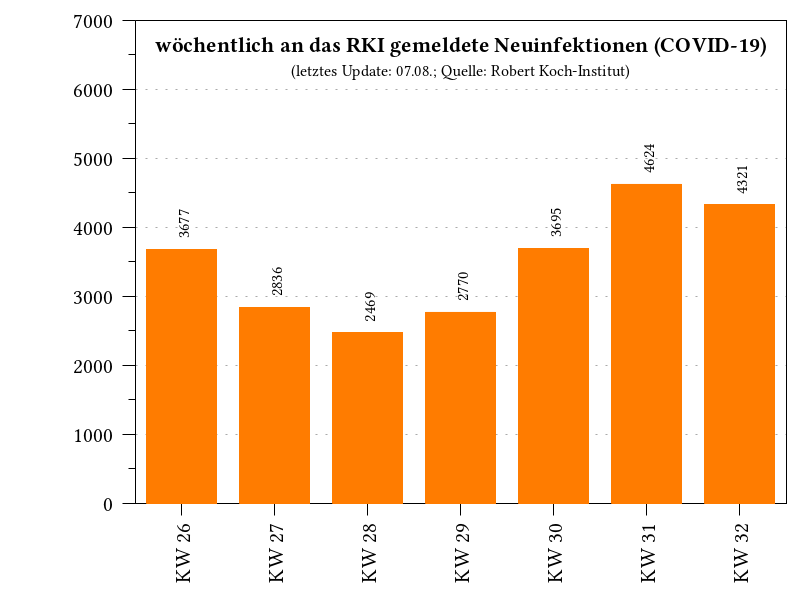 wöchentlich an das RKI gemeldete Neuinfektionen (COVID-19)
(letztes Update: 07.08.; Quelle: Robert Koch-Institut)
7000
6000
5000
4000
3000
2000
1000
0
3677
2836
2469
2770
3695
4624
4321
KW 26
KW 27
KW 28
KW 29
KW 30
KW 31
KW 32